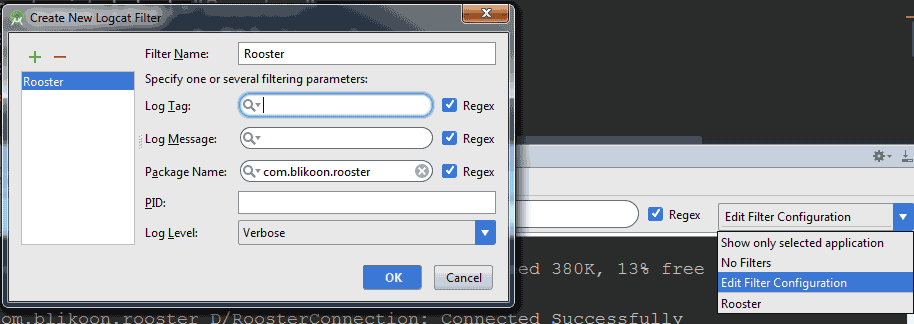 Create New Logcat Filter
Rooster
Filter Name: Rooster
Specify one or several filtering parameters:
Log Tag: Regex
Log Message: Regex
Package Name: com.blikoon.rooster Regex
PID:
Log Level: Verbose
OK Cancel
Regex Edit Filter Configuration
Show only selected application
No Filters
Edit Filter Configuration
Rooster
ed 380K, 13% free
om.blikoon.rooster D/RoosterConnection: Connected Successfully